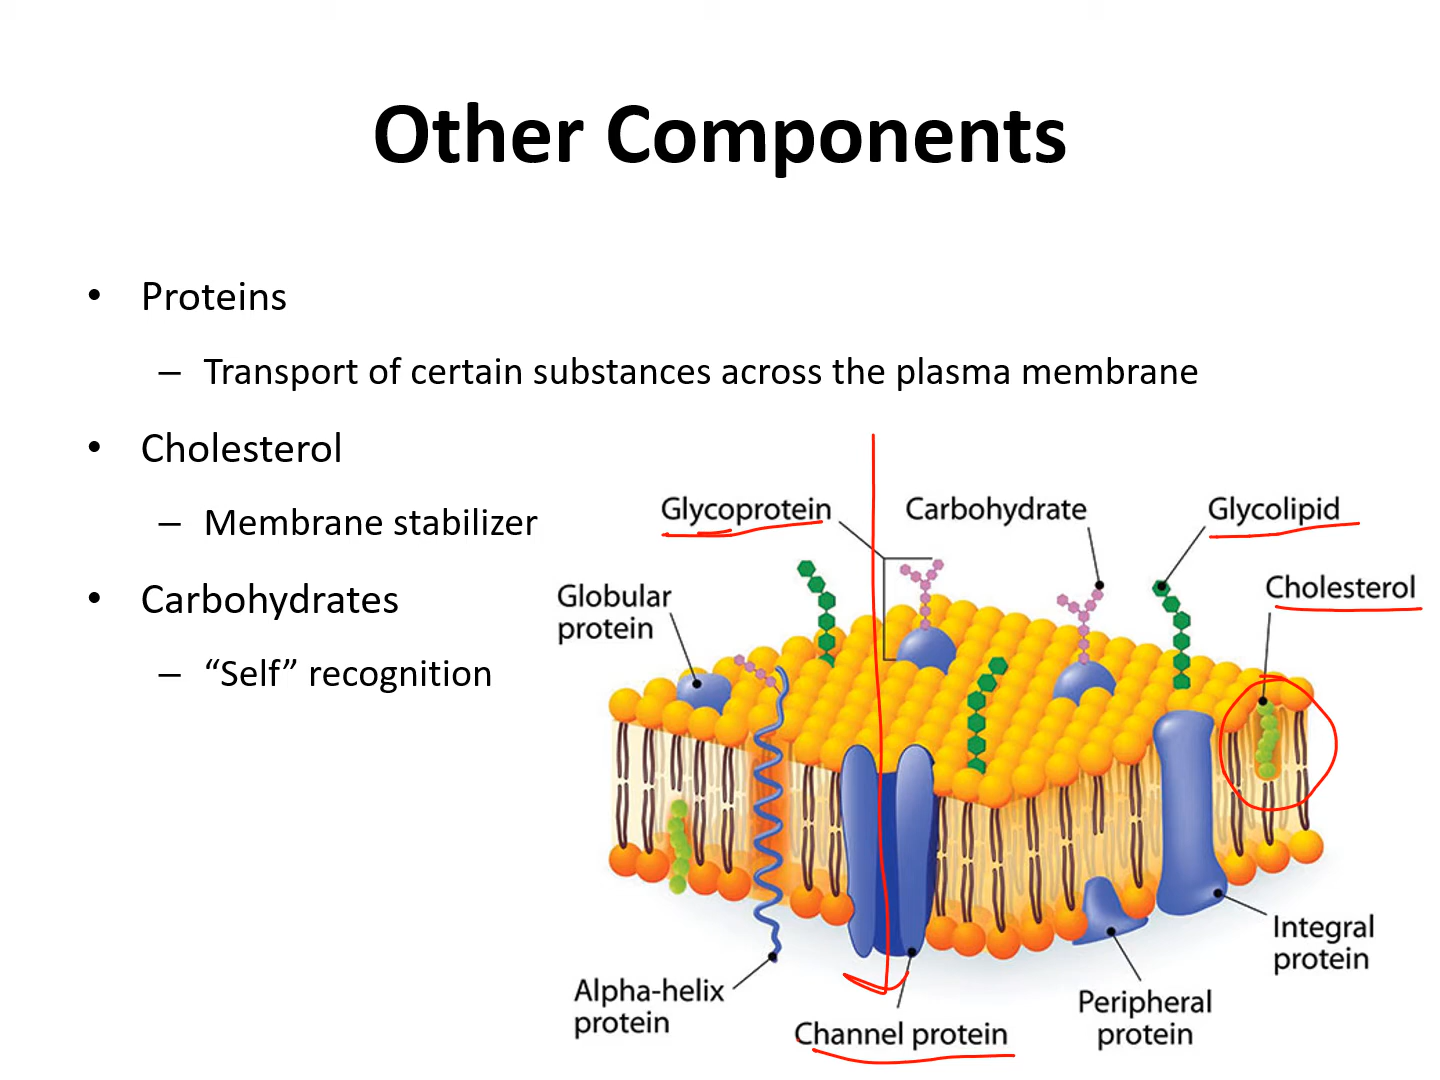 Other Components
• Proteins
– Transport of certain substances across the plasma membrane
• Cholesterol
– Membrane stabilizer
• Carbohydrates
– “Self” recognition
Glycoprotein
Carbohydrate
Glycolipid
Cholesterol
Globular
protein
Integral
protein
Alpha-helix
protein
Peripheral
protein
Channel protein